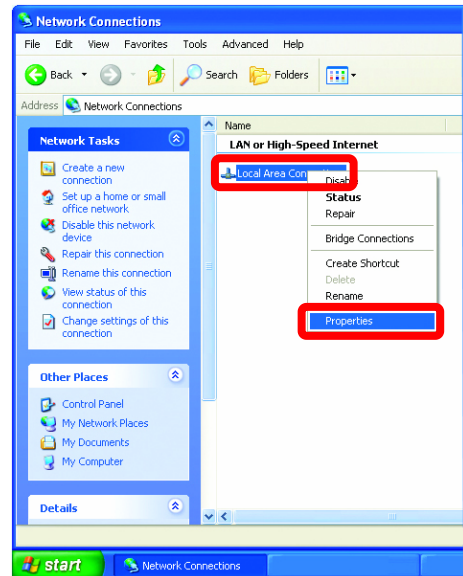 Network Connections
File Edit View Favorites Tools Advanced Help
Back Search Folders
Address Network Connections
Name
LAN or High-Speed Internet
Local Area Con
Disable
Status
Repair
Bridge Connections
Create Shortcut
Delete
Rename
Properties
Network Tasks
Create a new
connection
Set up a home or small
office network
Disable this network
device
Repair this connection
Rename this connection
View status of this
connection
Change settings of this
connection
Other Places
Control Panel
My Network Places
My Documents
My Computer
Details
start Network Connections